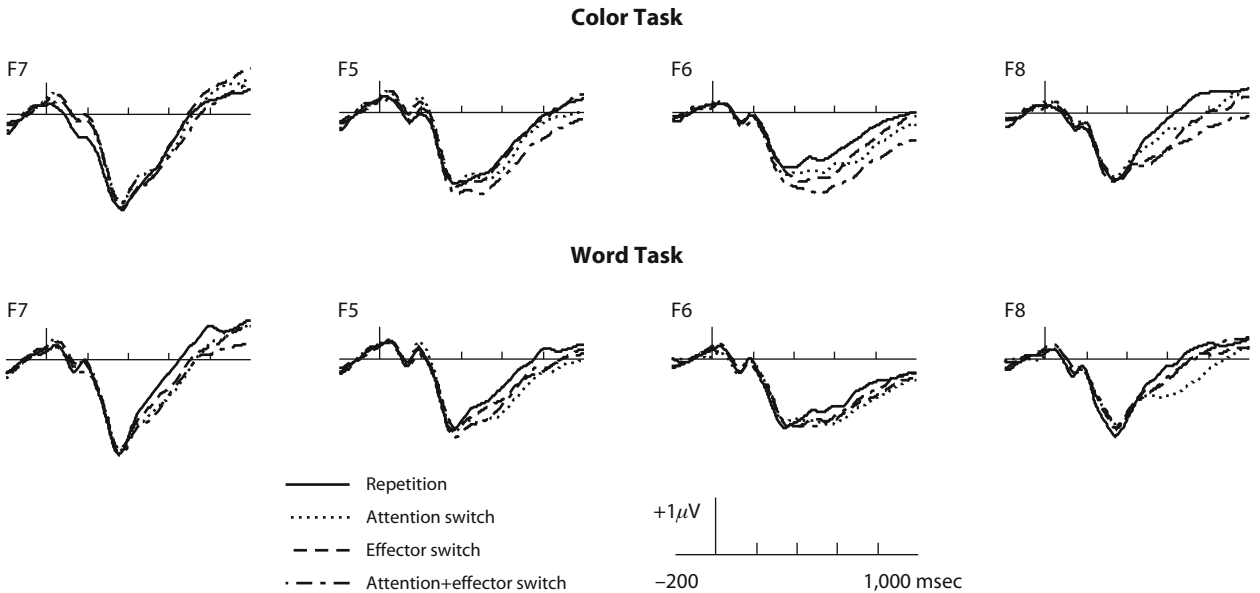 Color Task
F7 F5 F6 F8
Word Task
F7 F5 F6 F8
Repetition
Attention switch
Effector switch
Attention+effector switch
+1μV
–200 1,000 msec